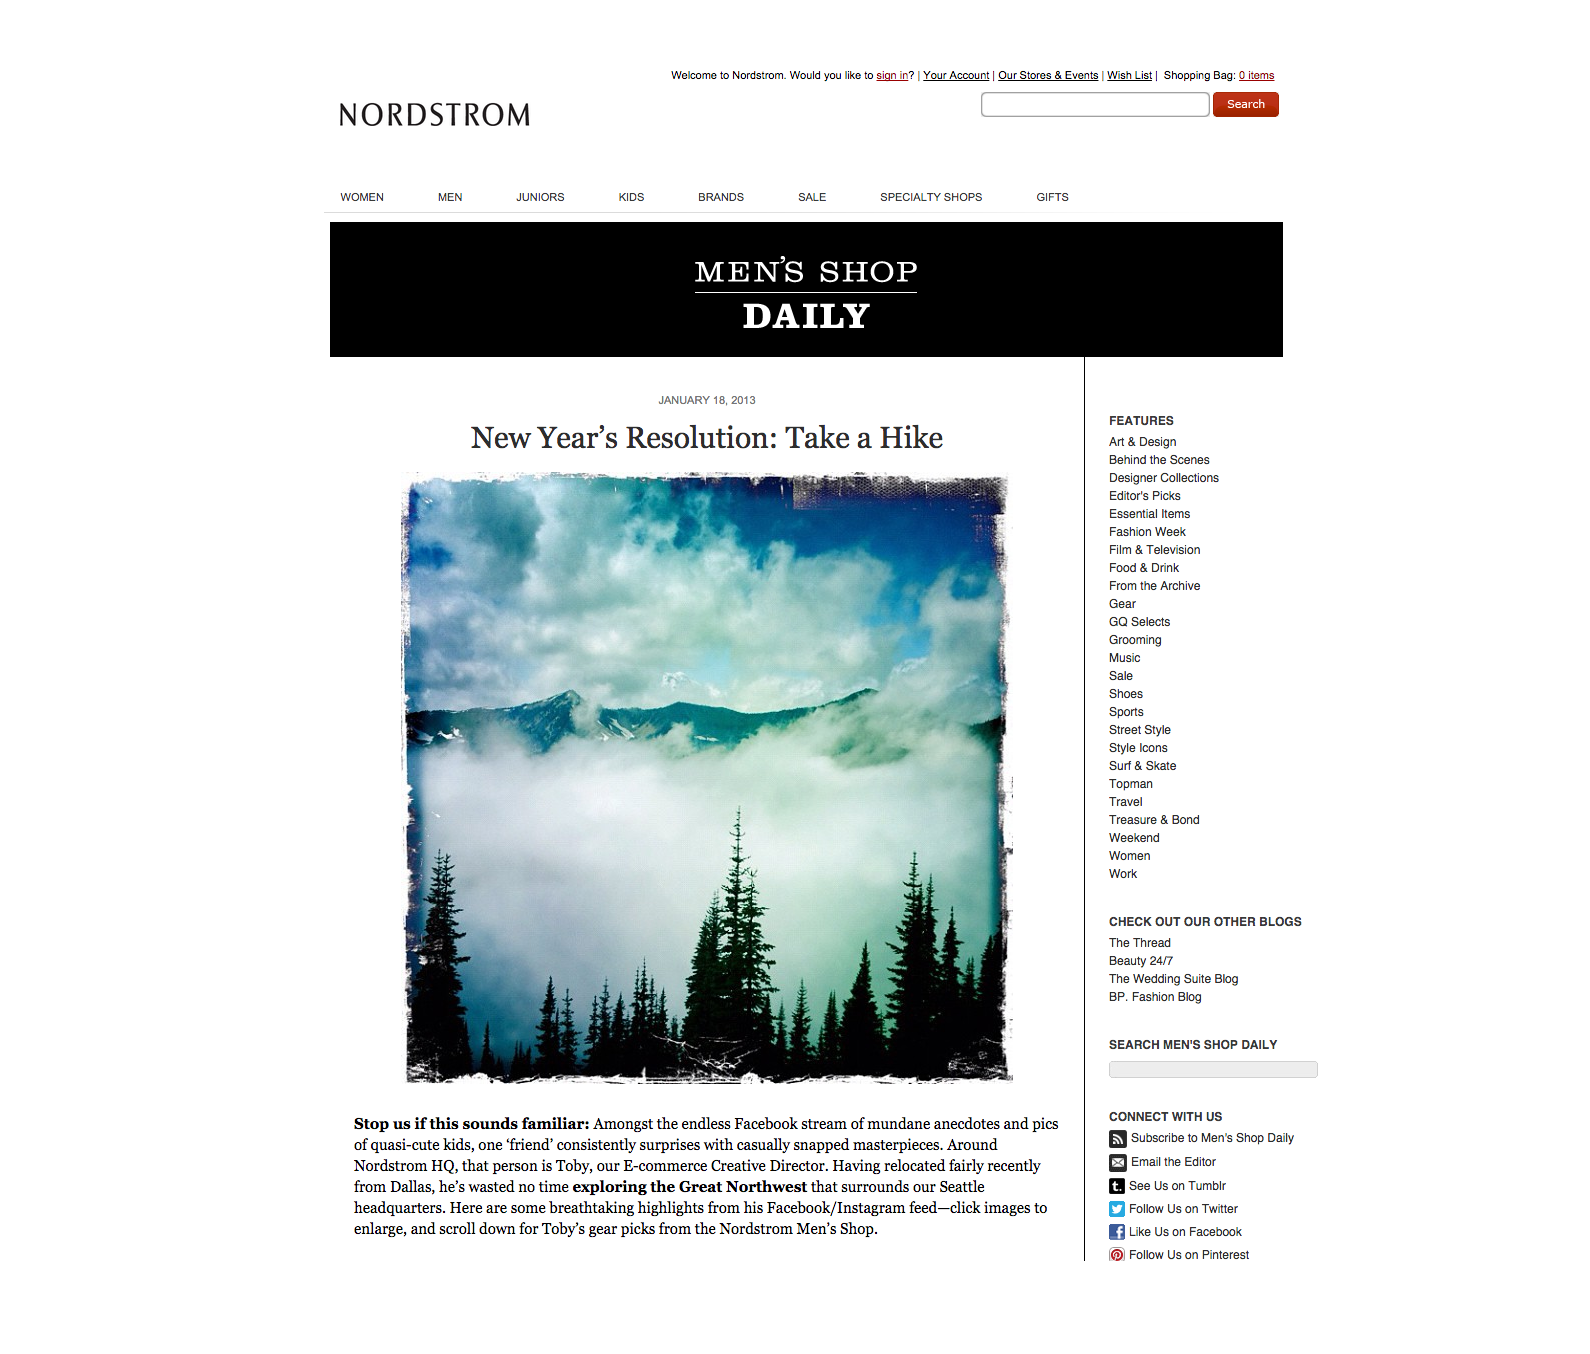 Welcome to Nordstrom. Would you like to sign in? | Your Account | Our Stores & Events | Wish List | Shopping Bag: 0 items
NORDSTROM
Search
WOMEN MEN JUNIORS KIDS BRANDS SALE SPECIALTY SHOPS GIFTS
MEN'S SHOP
DAILY
JANUARY 18, 2013
New Year’s Resolution: Take a Hike
Stop us if this sounds familiar: Amongst the endless Facebook stream of mundane anecdotes and pics
of quasi-cute kids, one ‘friend’ consistently surprises with casually snapped masterpieces. Around
Nordstrom HQ, that person is Toby, our E-commerce Creative Director. Having relocated fairly recently
from Dallas, he’s wasted no time exploring the Great Northwest that surrounds our Seattle
headquarters. Here are some breathtaking highlights from his Facebook/Instagram feed—click images to
enlarge, and scroll down for Toby’s gear picks from the Nordstrom Men’s Shop.
FEATURES
Art & Design
Behind the Scenes
Designer Collections
Editor's Picks
Essential Items
Fashion Week
Film & Television
Food & Drink
From the Archive
Gear
GQ Selects
Grooming
Music
Sale
Shoes
Sports
Street Style
Style Icons
Surf & Skate
Topman
Travel
Treasure & Bond
Weekend
Women
Work
CHECK OUT OUR OTHER BLOGS
The Thread
Beauty 24/7
The Wedding Suite Blog
BP. Fashion Blog
SEARCH MEN'S SHOP DAILY
CONNECT WITH US
Subscribe to Men's Shop Daily
Email the Editor
See Us on Tumblr
Follow Us on Twitter
Like Us on Facebook
Follow Us on Pinterest